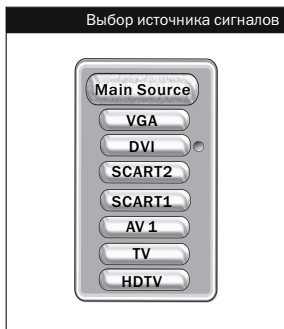 Выбор источника сигналов
Main Source
VGA
DVI
SCART2
SCART1
AV 1
TV
HDTV